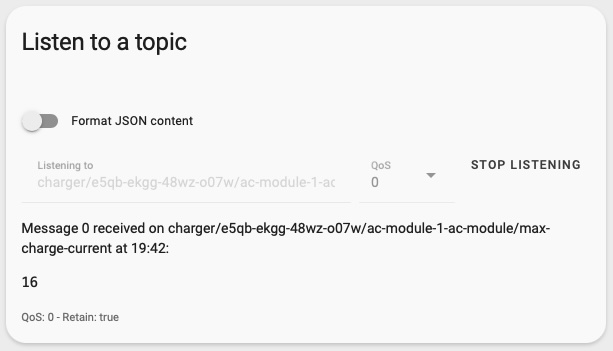 Listen to a topic
Format JSON content
Listening to
charger/e5qb-ekgg-48wz-o07w/ac-module-1-ac
QoS
0
STOP LISTENING
Message 0 received on charger/e5qb-ekgg-48wz-o07w/ac-module-1-ac-module/max-
charge-current at 19:42:
16
QoS: 0 - Retain: true